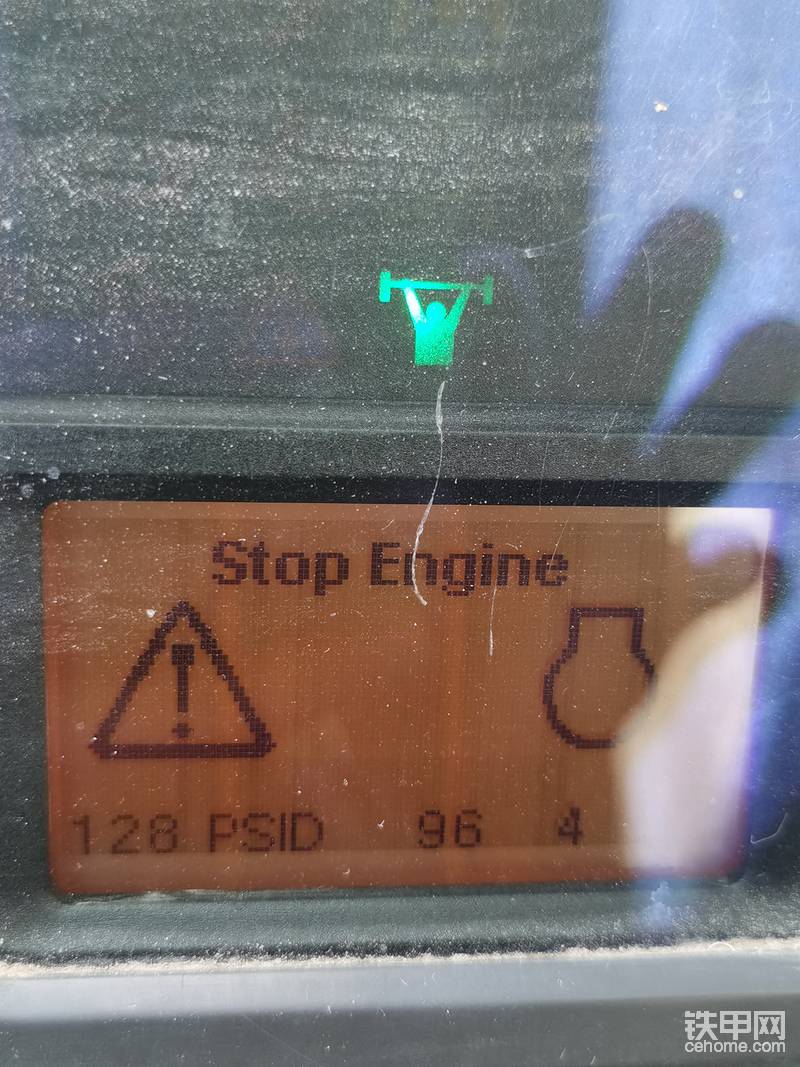 Stop Engine
128 PSID 96 4
铁甲网
cehome.com